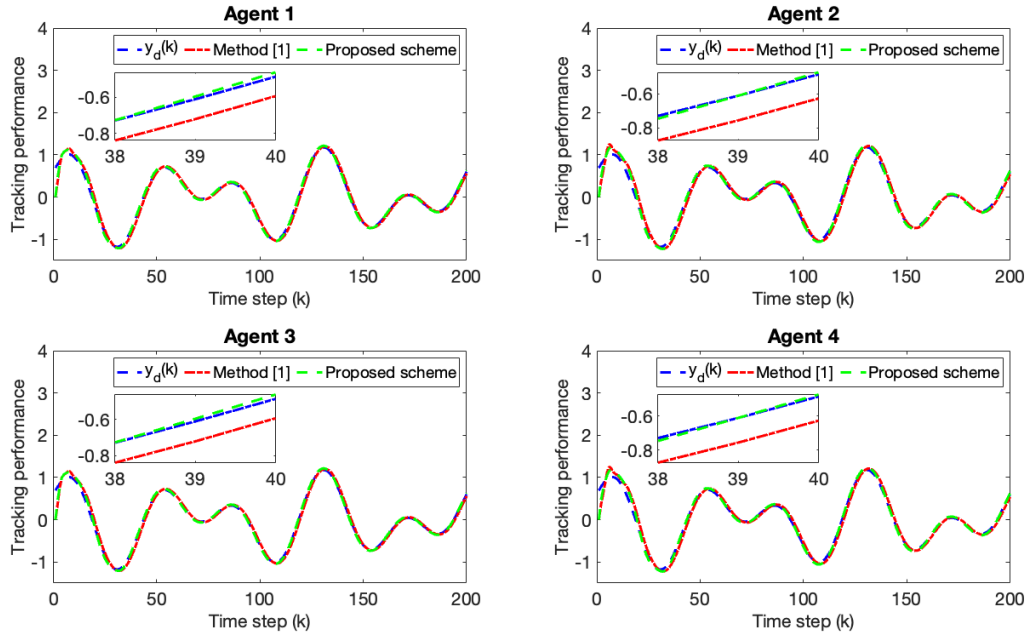 Agent 1
Tracking performance
4
3
2
1
0
-1
y_d(k) Method [1] Proposed scheme
-0.6
-0.8
38 39 40
0 50 100 150 200
Time step (k)
Agent 2
Tracking performance
4
3
2
1
0
-1
y_d(k) Method [1] Proposed scheme
-0.6
-0.8
38 39 40
0 50 100 150 200
Time step (k)
Agent 3
Tracking performance
4
3
2
1
0
-1
y_d(k) Method [1] Proposed scheme
-0.6
-0.8
38 39 40
0 50 100 150 200
Time step (k)
Agent 4
Tracking performance
4
3
2
1
0
-1
y_d(k) Method [1] Proposed scheme
-0.6
-0.8
38 39 40
0 50 100 150 200
Time step (k)